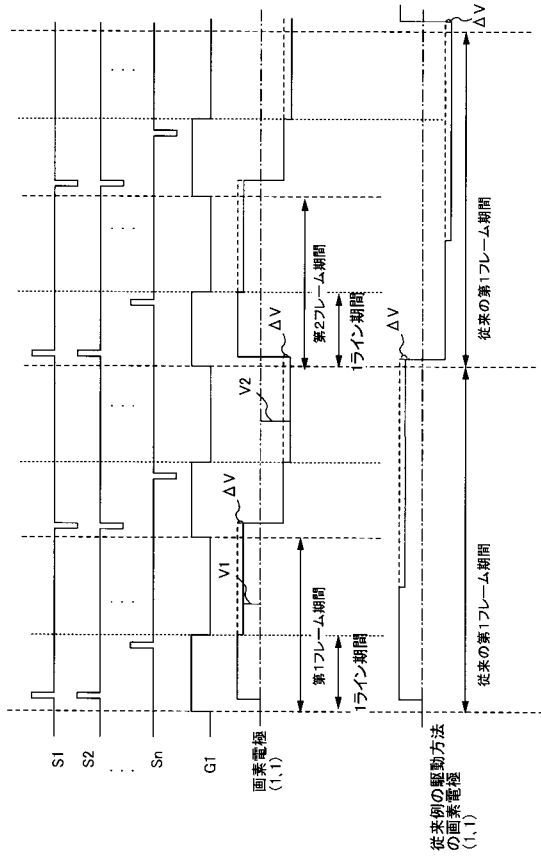 S1
S2
· · ·
Sn
G1
画素電極
(1,1)
従来例の駆動方法
の画素電極
(1,1)
· · ·
· · ·
· · ·
· · ·
V1
ΔV
V2
ΔV
第1フレーム期間
1ライン期間
第2フレーム期間
1ライン期間
ΔV
ΔV
従来の第1フレーム期間
従来の第1フレーム期間